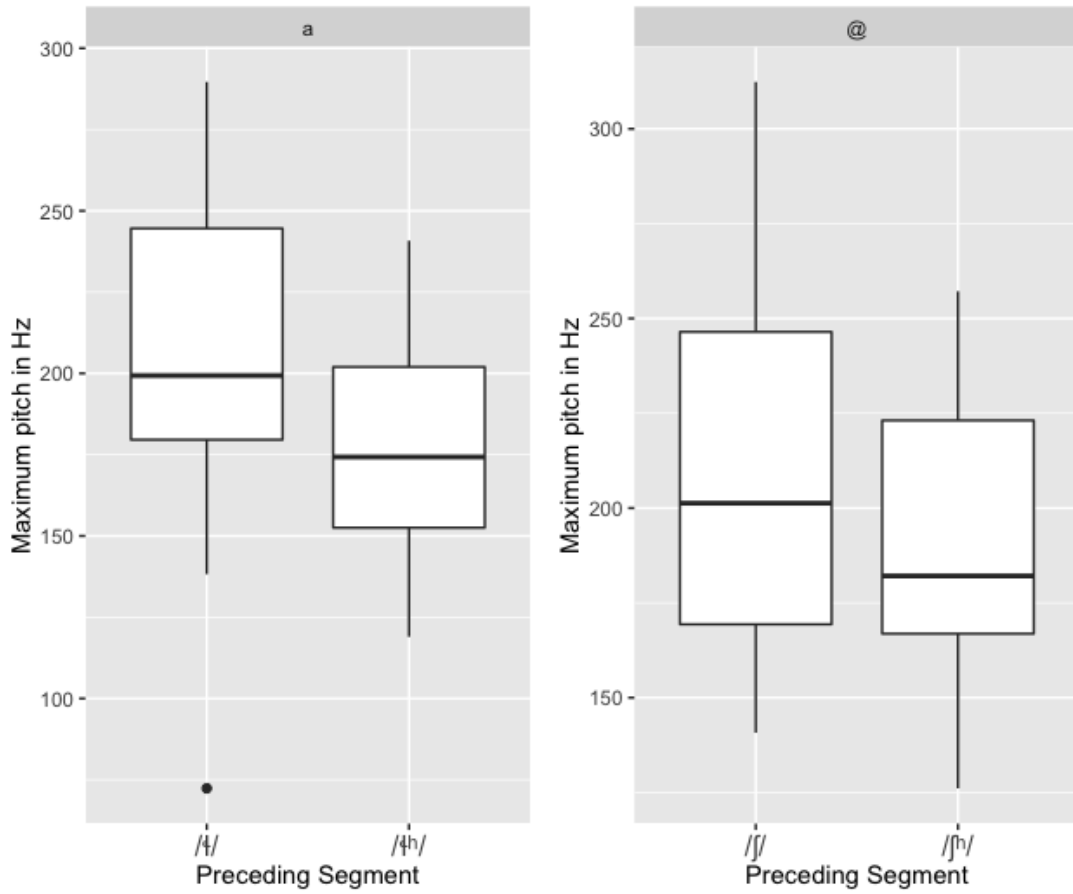 a
300
250
200
150
100
Maximum pitch in Hz
/ɬ/
/ɬʰ/
Preceding Segment
@
300
250
200
150
Maximum pitch in Hz
/ʃ/
/ʃʰ/
Preceding Segment